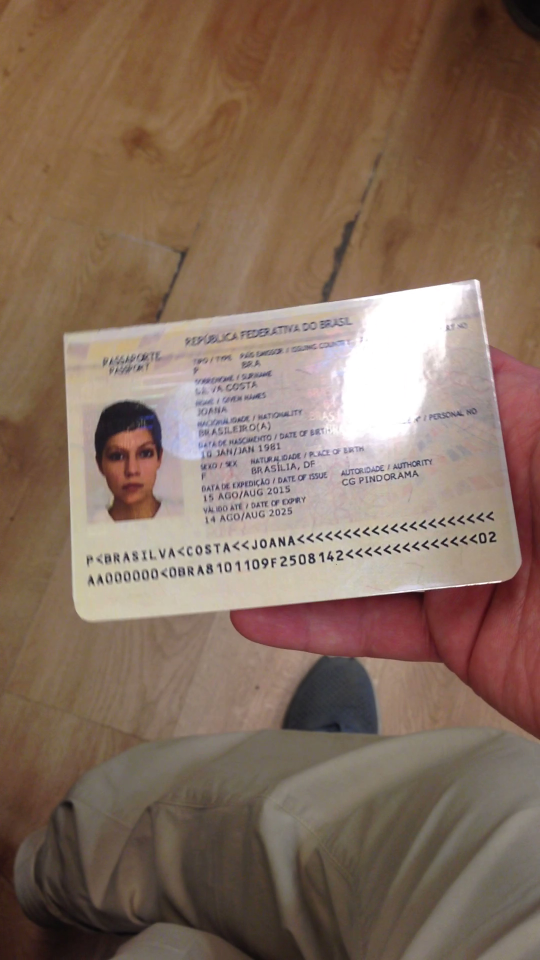 REPÚBLICA FEDERATIVA DO BRASIL
PASSAPORTE
PASSPORT
TIPO / TYPE PAÍS EMISSOR / ISSUING
P BRA
SOBRENOME / SURNAME
COSTA
NOME / GIVEN NAMES
JOANA
NACIONALIDADE / NATIONALITY
BRASILEIRO(A)
DATA DE NASCIMENTO / DATE OF BIRTH / PERSONAL NO
10 JAN/JAN 1981
SEXO / SEX NATURALIDADE / PLACE OF BIRTH
F BRASÍLIA, DF
DATA DE EXPEDIÇÃO / DATE OF ISSUE AUTORIDADE / AUTHORITY
15 AGO/AUG 2015 CG PINDORAMA
VÁLIDO ATÉ / DATE OF EXPIRY
14 AGO/AUG 2025
P<BRASILVA<COSTA<<JOANA<<<<<<<<<<<<<<<<<<<<<
AA000000<0BRA8101109F2508142<<<<<<<<<<<<<<02